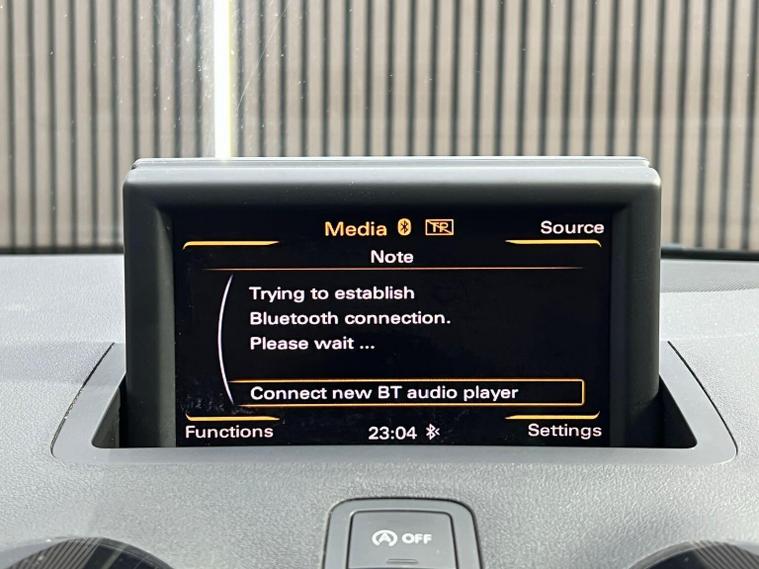 Media TP Source
Note
Trying to establish
Bluetooth connection.
Please wait ...
Connect new BT audio player
Functions 23:04 Settings
A OFF